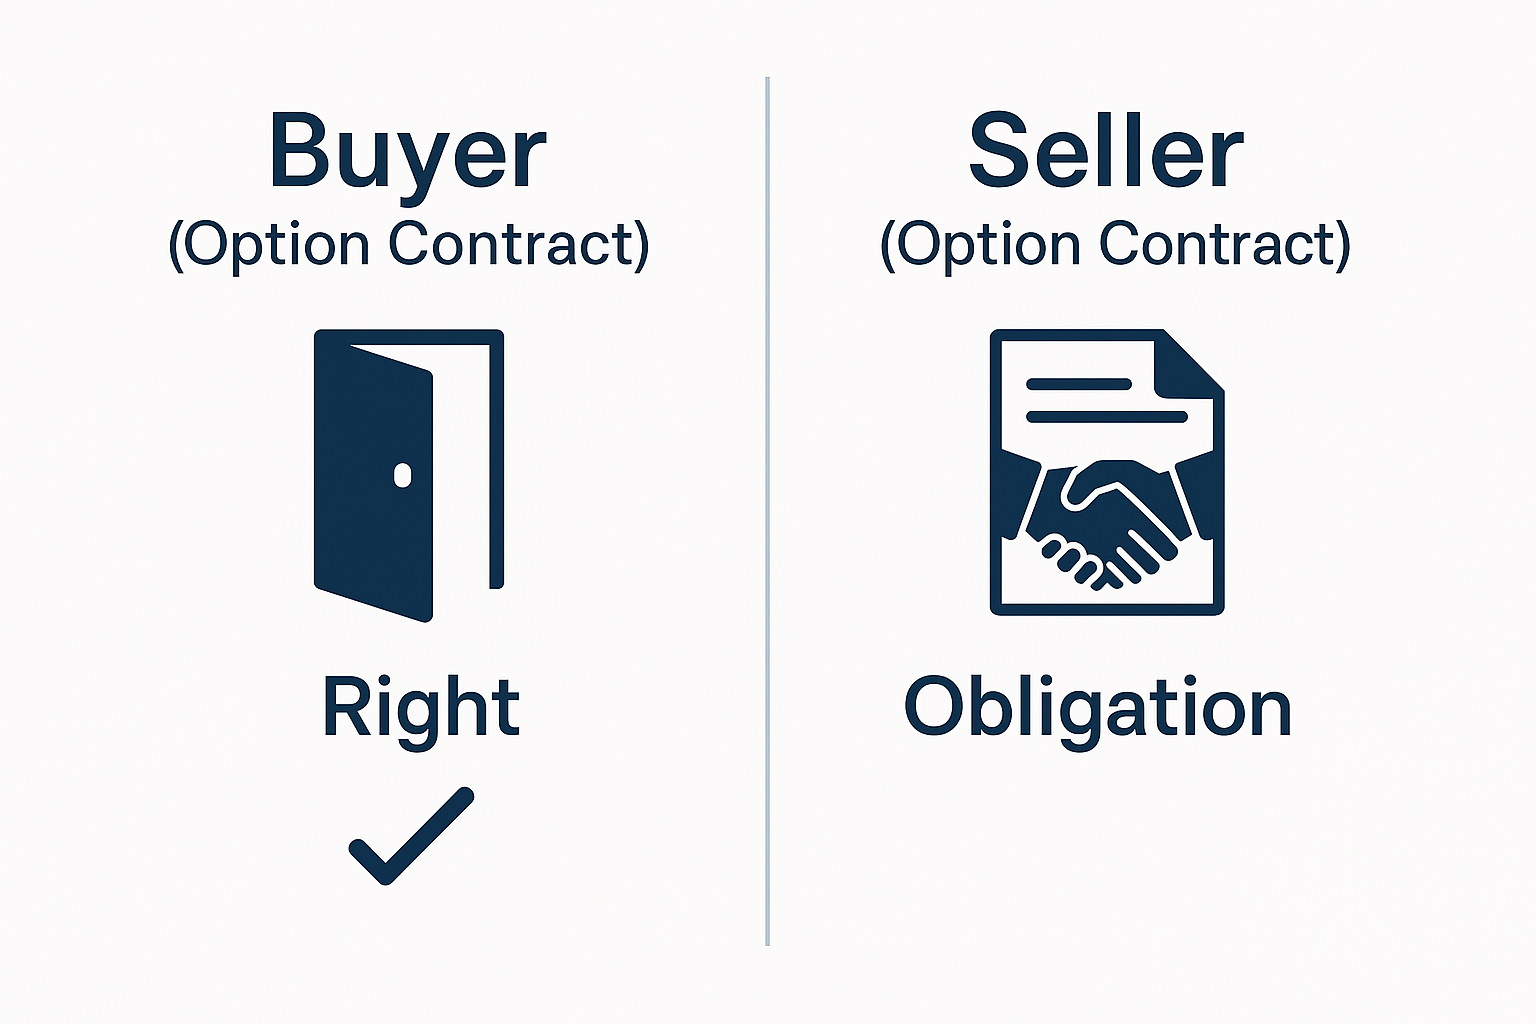 Buyer
(Option Contract)
Right
Seller
(Option Contract)
Obligation